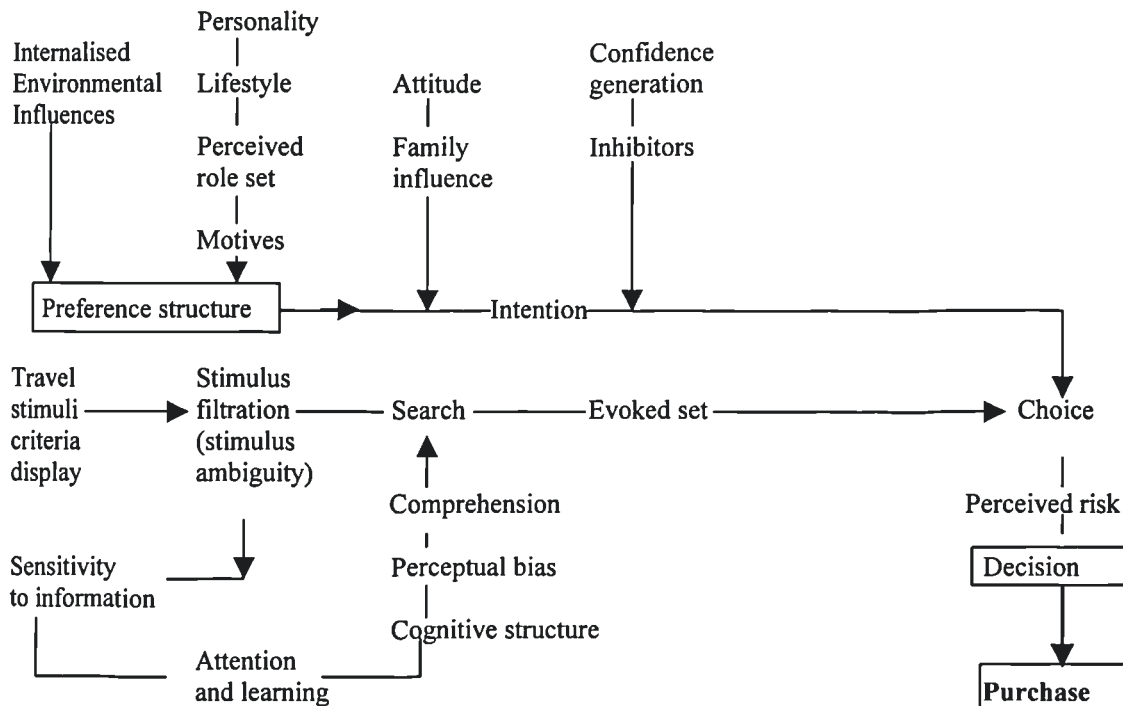 Internalised
Environmental
Influences
Personality
Lifestyle
Perceived
role set
Motives
Attitude
Family
influence
Confidence
generation
Inhibitors
Preference structure
Intention
Travel
stimuli
criteria
display
Stimulus
filtration
(stimulus
ambiguity)
Search
Evoked set
Choice
Comprehension
Perceptual bias
Cognitive structure
Sensitivity
to information
Attention
and learning
Perceived risk
Decision
Purchase